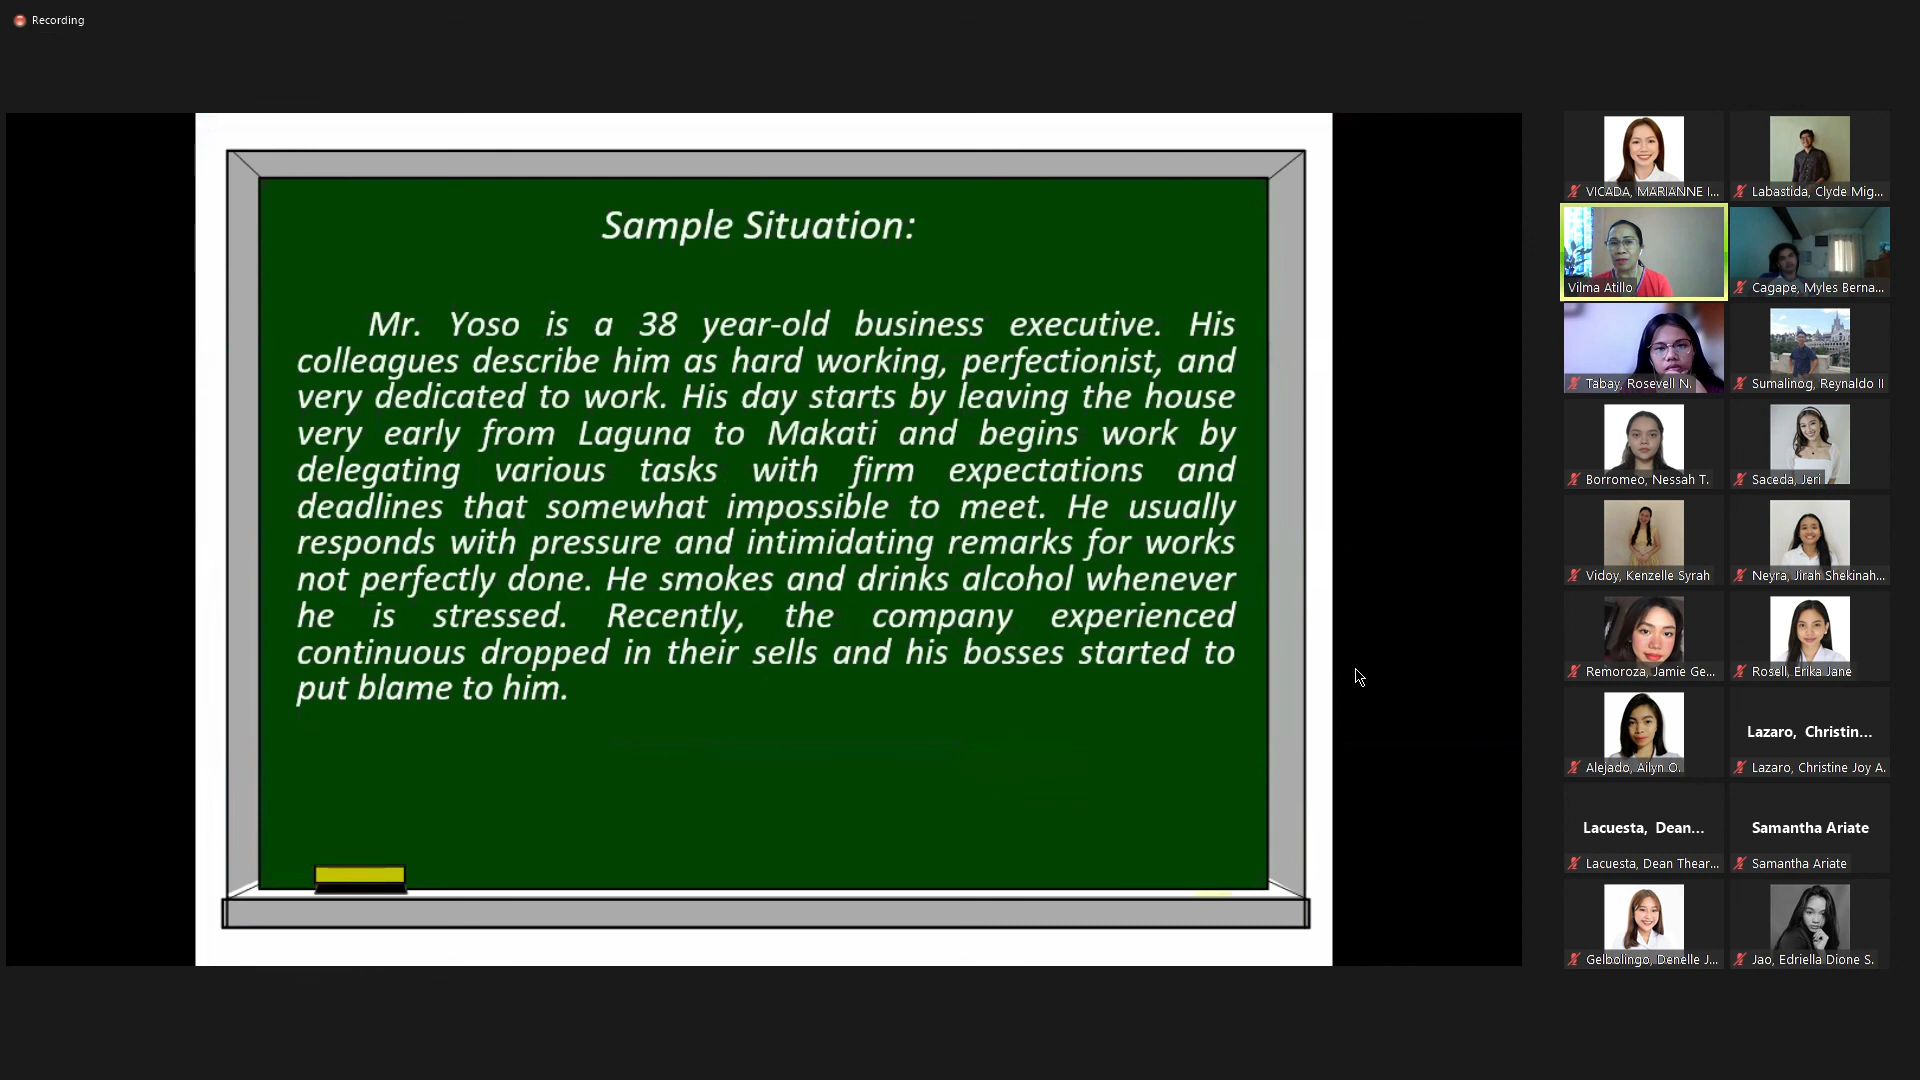 Recording
Sample Situation:
Mr. Yoso is a 38 year-old business executive. His
colleagues describe him as hard working, perfectionist, and
very dedicated to work. His day starts by leaving the house
very early from Laguna to Makati and begins work by
delegating various tasks with firm expectations and
deadlines that somewhat impossible to meet. He usually
responds with pressure and intimidating remarks for works
not perfectly done. He smokes and drinks alcohol whenever
he is stressed. Recently, the company experienced
continuous dropped in their sells and his bosses started to
put blame to him.
VICADA, MARIANNE I...
Labastida, Clyde Mig...
Vilma Atillo
Cagape, Myles Berna...
Tabay, Rosevell N.
Sumalinog, Reynaldo II
Borromeo, Nessah T.
Saceda, Jeri
Vidoy, Kenzelle Syrah
Neyra, Jirah Shekinah...
Remoroza, Jamie Ge...
Rosell, Erika Jane
Alejado, Ailyn O.
Lazaro, Christin...
Lazaro, Christine Joy A.
Lacuesta, Dean...
Lacuesta, Dean Thear...
Samantha Ariate
Samantha Ariate
Gelbolingo, Denelle J...
Jao, Edriella Dione S.